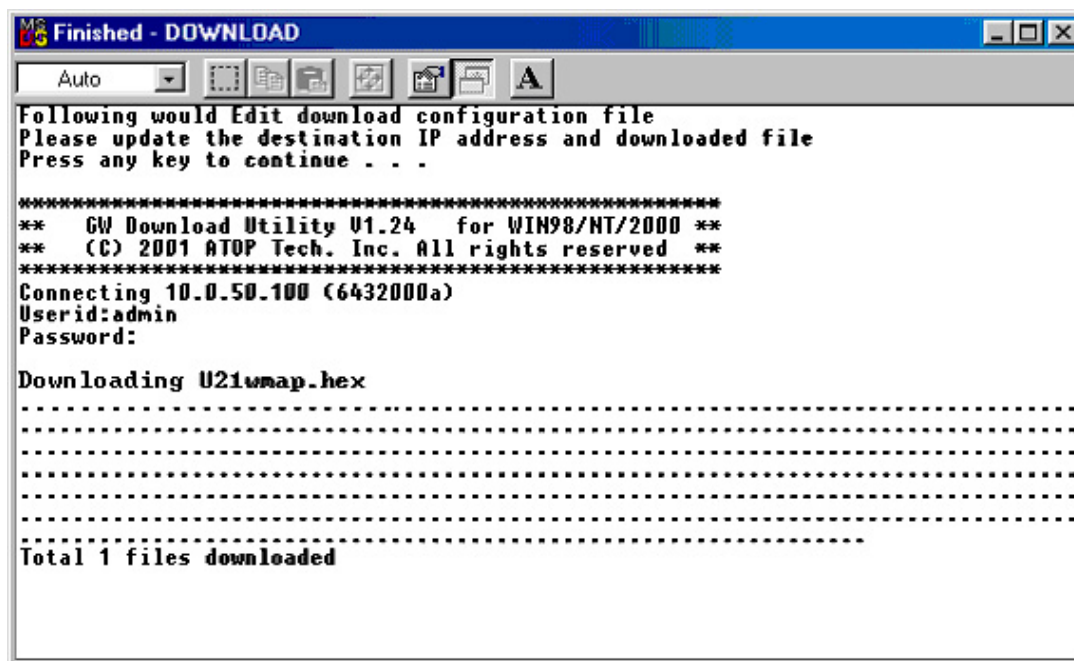 Finished - DOWNLOAD
Auto
A
Following would Edit download configuration file
Please update the destination IP address and downloaded file
Press any key to continue . . .
*****************************************************
** GW Download Utility V1.24 for WIN98/NT/2000 **
** (C) 2001 ATOP Tech. Inc. All rights reserved **
*****************************************************
Connecting 10.0.50.100 (6432000a)
Userid:admin
Password:
Downloading U21wmap.hex
Total 1 files downloaded